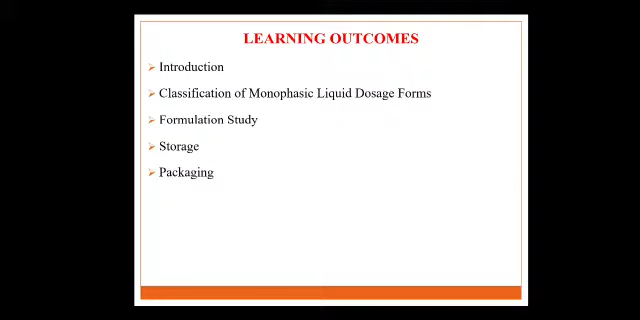 LEARNING OUTCOMES
Introduction
Classification of Monophasic Liquid Dosage Forms
Formulation Study
Storage
Packaging